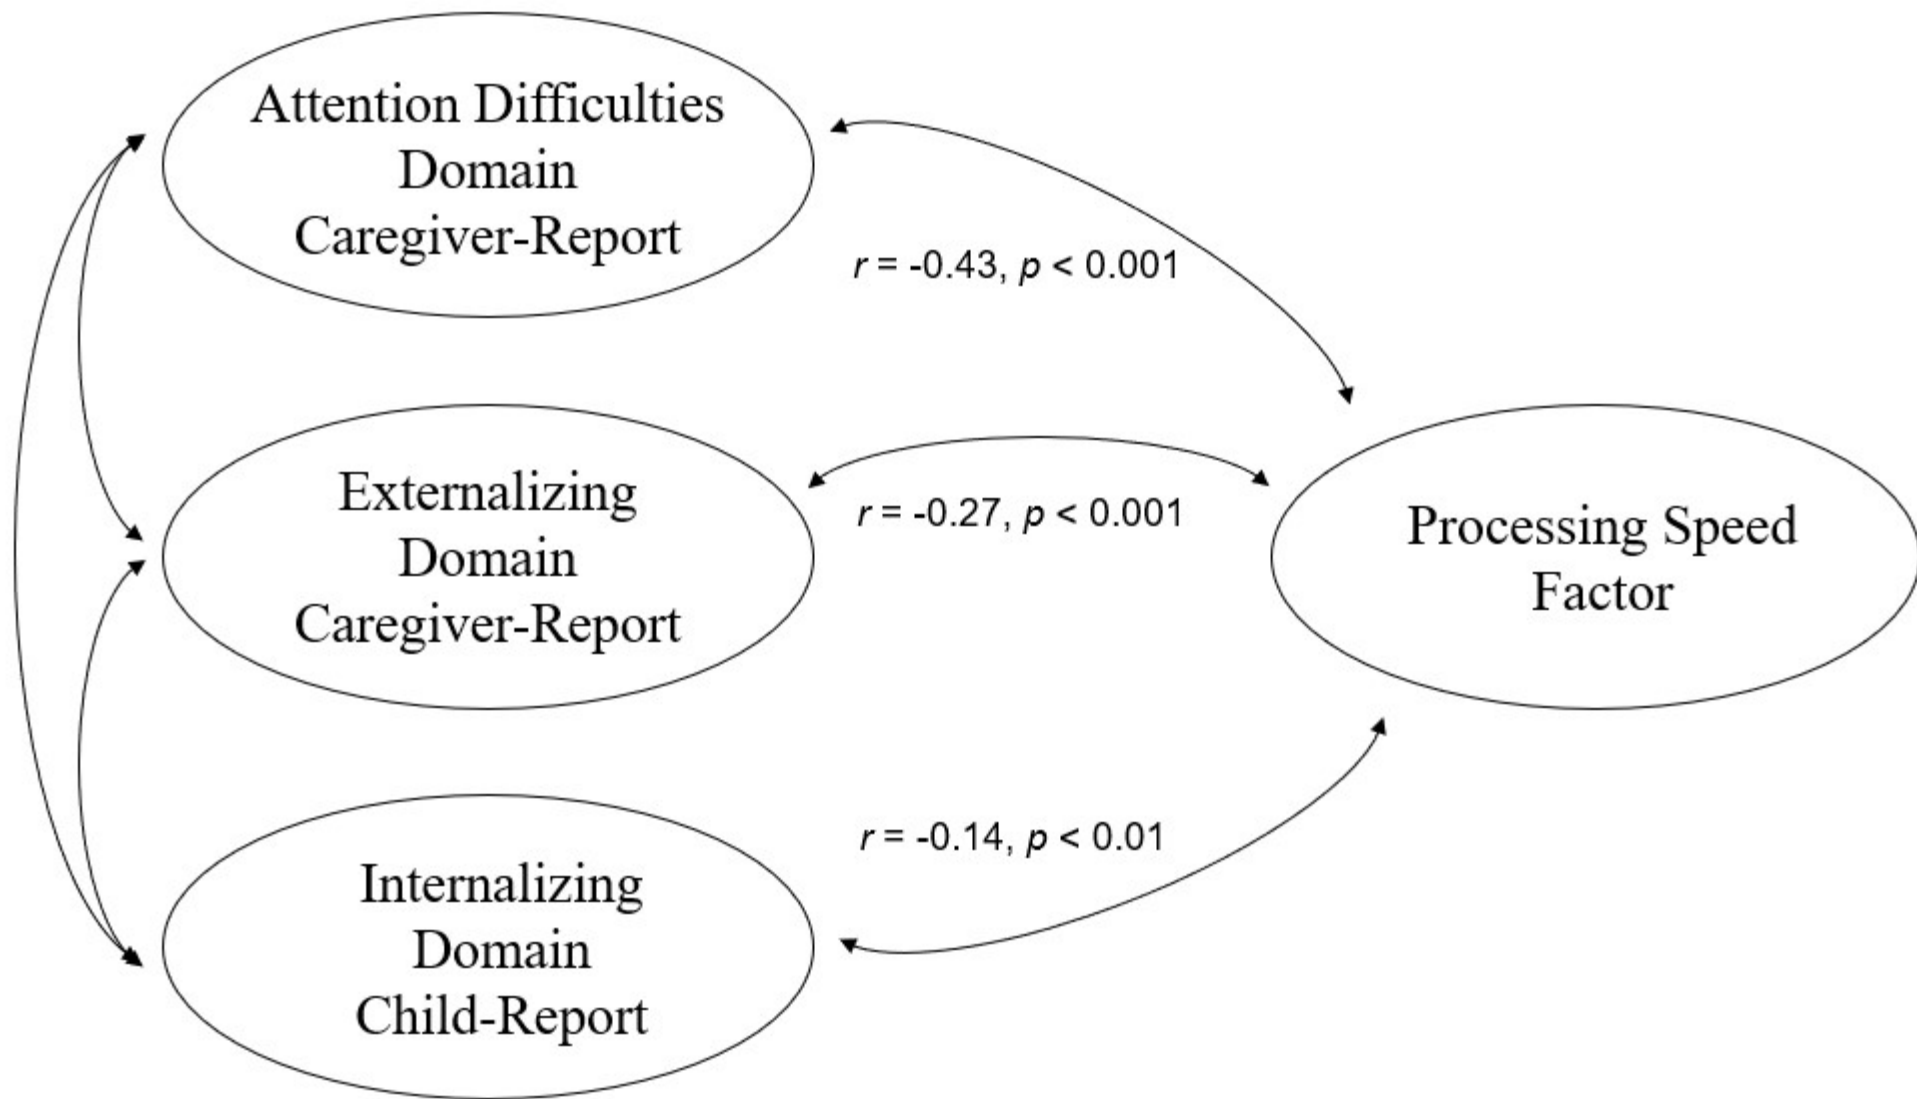 Attention Difficulties
Domain
Caregiver-Report
r = -0.43, p < 0.001
Externalizing
Domain
Caregiver-Report
r = -0.27, p < 0.001
Processing Speed
Factor
Internalizing
Domain
Child-Report
r = -0.14, p < 0.01